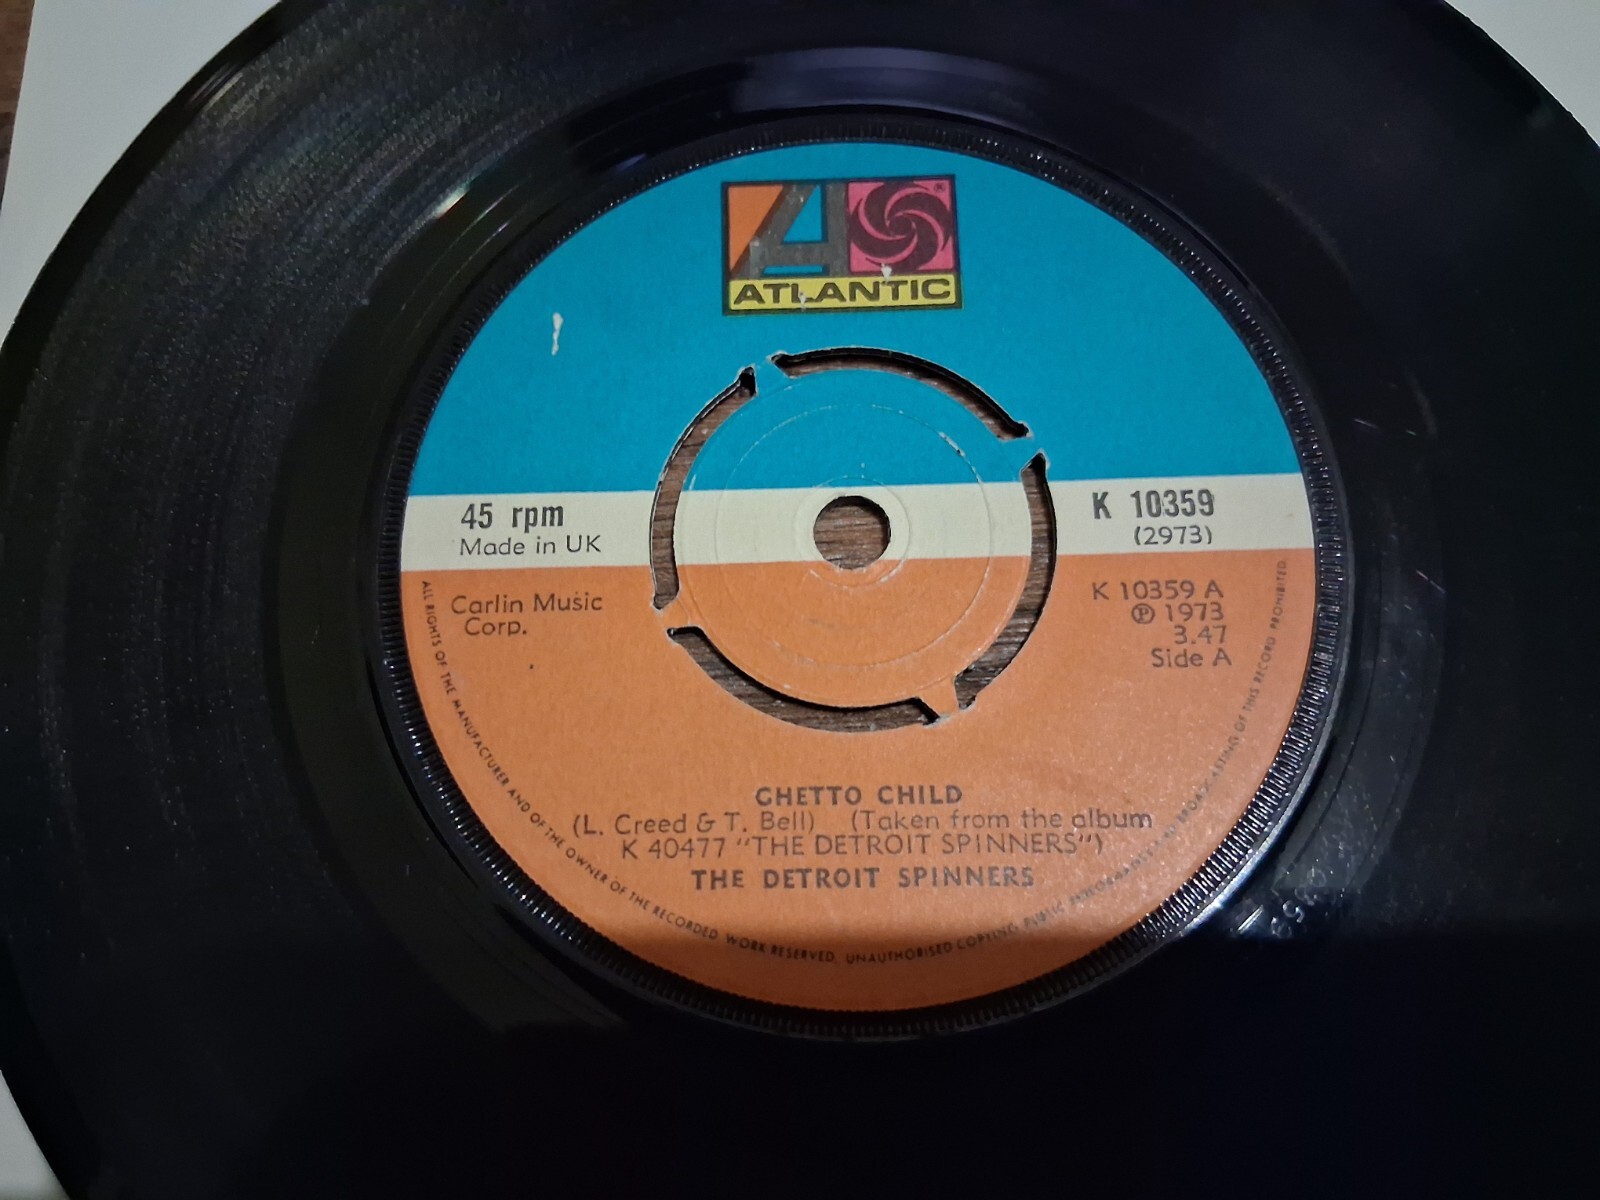 ATLANTIC
®
45 rpm
Made in UK
K 10359
(2973)
Carlin Music
Corp.
K 10359 A
℗ 1973
3.47
Side A
GHETTO CHILD
(L. Creed & T. Bell) (Taken from the album
K 40477 "THE DETROIT SPINNERS")
THE DETROIT SPINNERS
ALL RIGHTS OF THE MANUFACTURER AND OF THE OWNER OF THE RECORDED WORK RESERVED. UNAUTHORISED COPYING, PUBLIC PERFORMANCE AND BROADCASTING OF THIS RECORD PROHIBITED.